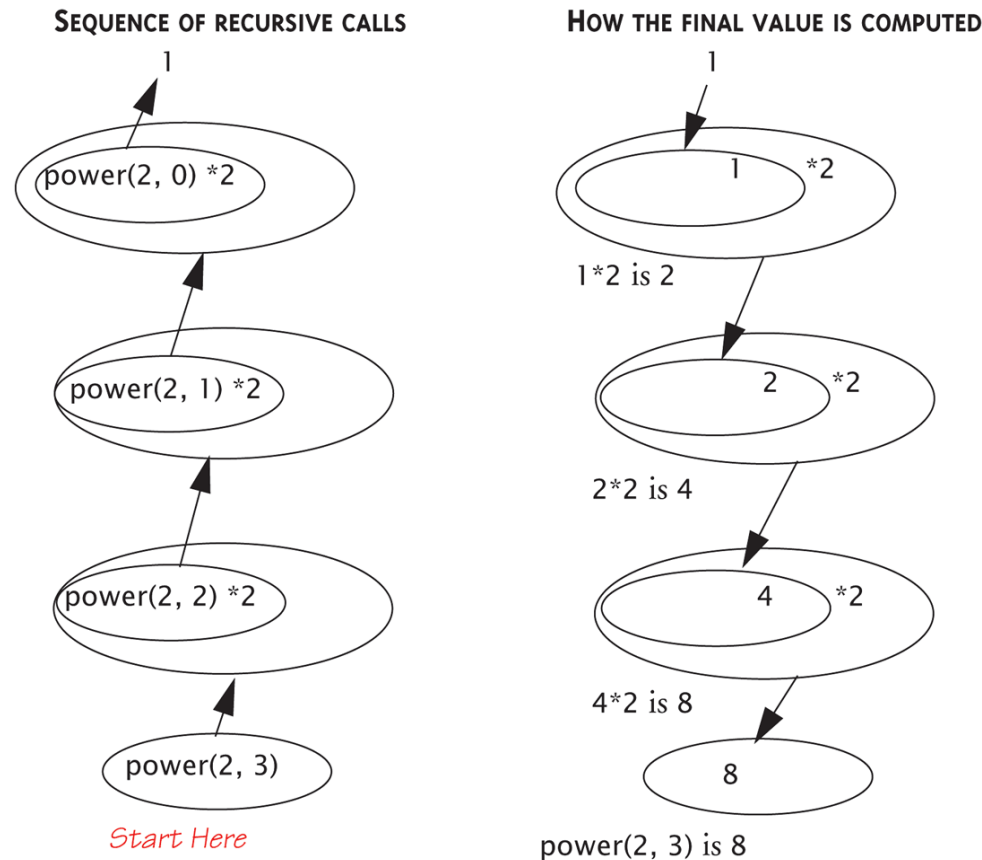 SEQUENCE OF RECURSIVE CALLS
1
power(2, 0) *2
power(2, 1) *2
power(2, 2) *2
power(2, 3)
Start Here
HOW THE FINAL VALUE IS COMPUTED
1
1 *2
1*2 is 2
2 *2
2*2 is 4
4 *2
4*2 is 8
8
power(2, 3) is 8